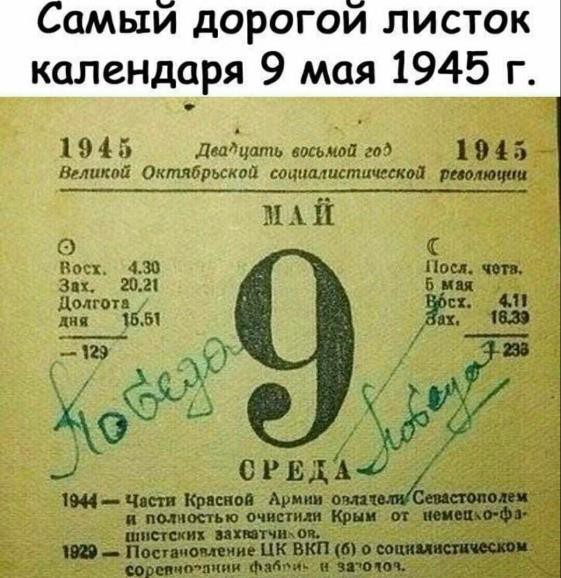 Самый дорогой листок
календаря 9 мая 1945 г.
1945 Двадцать восьмой год 1945
Великой Октябрьской социалистической революции
МАЙ
Восх. 4.30
Зах. 20.21
Долгота
дня 15.51
— 129
9
Посл. четв.
5 мая
Восх. 4.11
Зах. 16.39
+ 236
Победа
Победа
СРЕДА
1944 — Части Красной Армии овладели Севастополем
и полностью очистили Крым от немецко-фа-
шистских захватчиков.
1929 — Постановление ЦК ВКП (б) о социалистическом
соревновании фабрик и заводов.